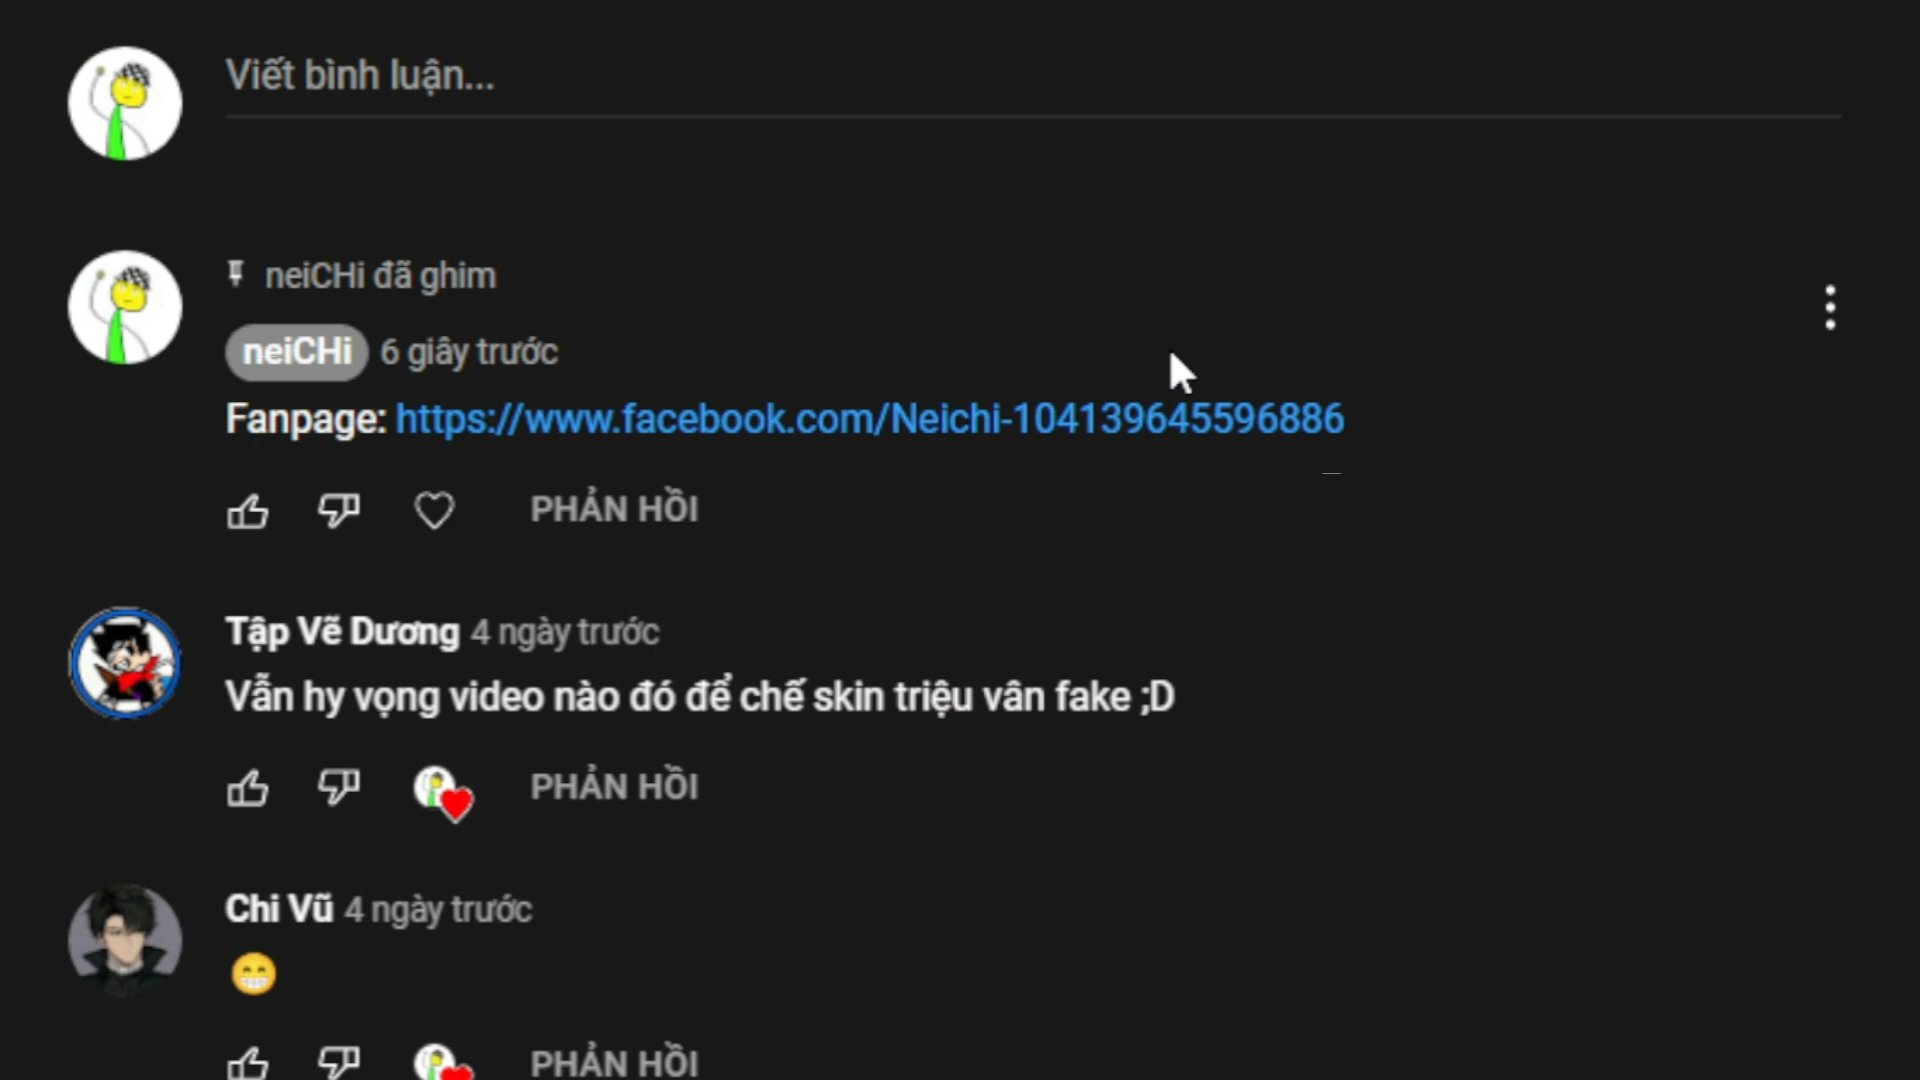 Viết bình luận...
neiCHi đã ghim
neiCHi 6 giây trước
Fanpage: https://www.facebook.com/Neichi-104139645596886
PHẢN HỒI
Tập Vẽ Dương 4 ngày trước
Vẫn hy vọng video nào đó để chế skin triệu vân fake ;D
PHẢN HỒI
Chi Vũ 4 ngày trước
😁
PHẢN HỒI